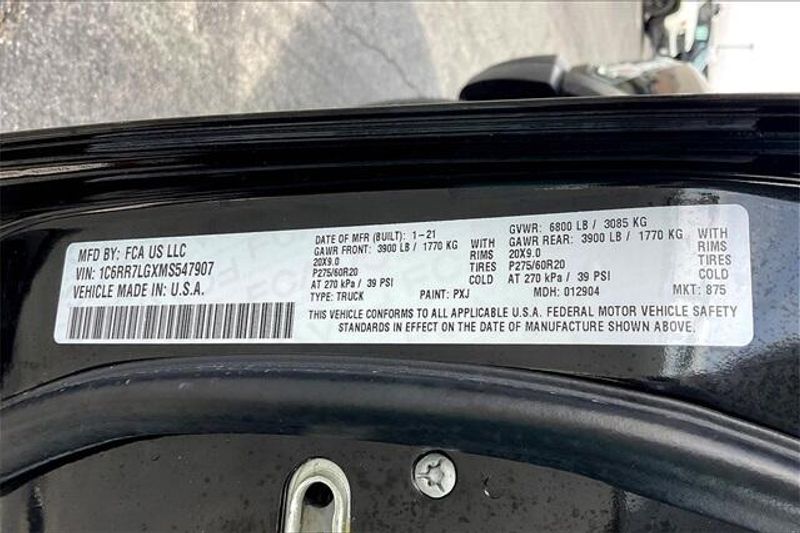 MFD BY: FCA US LLC
VIN: 1C6RR7LGXMS547907
VEHICLE MADE IN: U.S.A.
DATE OF MFR (BUILT): 1-21
GAWR FRONT: 3900 LB / 1770 KG WITH
20X9.0 RIMS
P275/60R20 TIRES
AT 270 kPa / 39 PSI
TYPE: TRUCK PAINT: PXJ
GVWR: 6800 LB / 3085 KG
GAWR REAR: 3900 LB / 1770 KG WITH
20X9.0 RIMS
P275/60R20 TIRES
AT 270 kPa / 39 PSI
MDH: 012904 MKT: 875
THIS VEHICLE CONFORMS TO ALL APPLICABLE U.S.A. FEDERAL MOTOR VEHICLE SAFETY
STANDARDS IN EFFECT ON THE DATE OF MANUFACTURE SHOWN ABOVE.